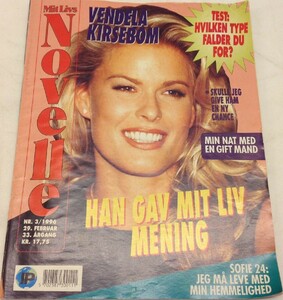 Mit Livs
Novelle
VENDELA
KIRSEBOM
TEST:
HVILKEN TYPE
FALDER DU
FOR?
SKULLE JEG
GIVE HAM
EN NY
CHANCE
MIN NAT MED
EN GIFT MAND
HAN GAV MIT LIV
MENING
NR. 3/1996
29. FEBRUAR
33. ÅRGANG
KR. 17,75
SOFIE 24:
JEG MÅ LEVE MED
MIN HEMMELIGHED